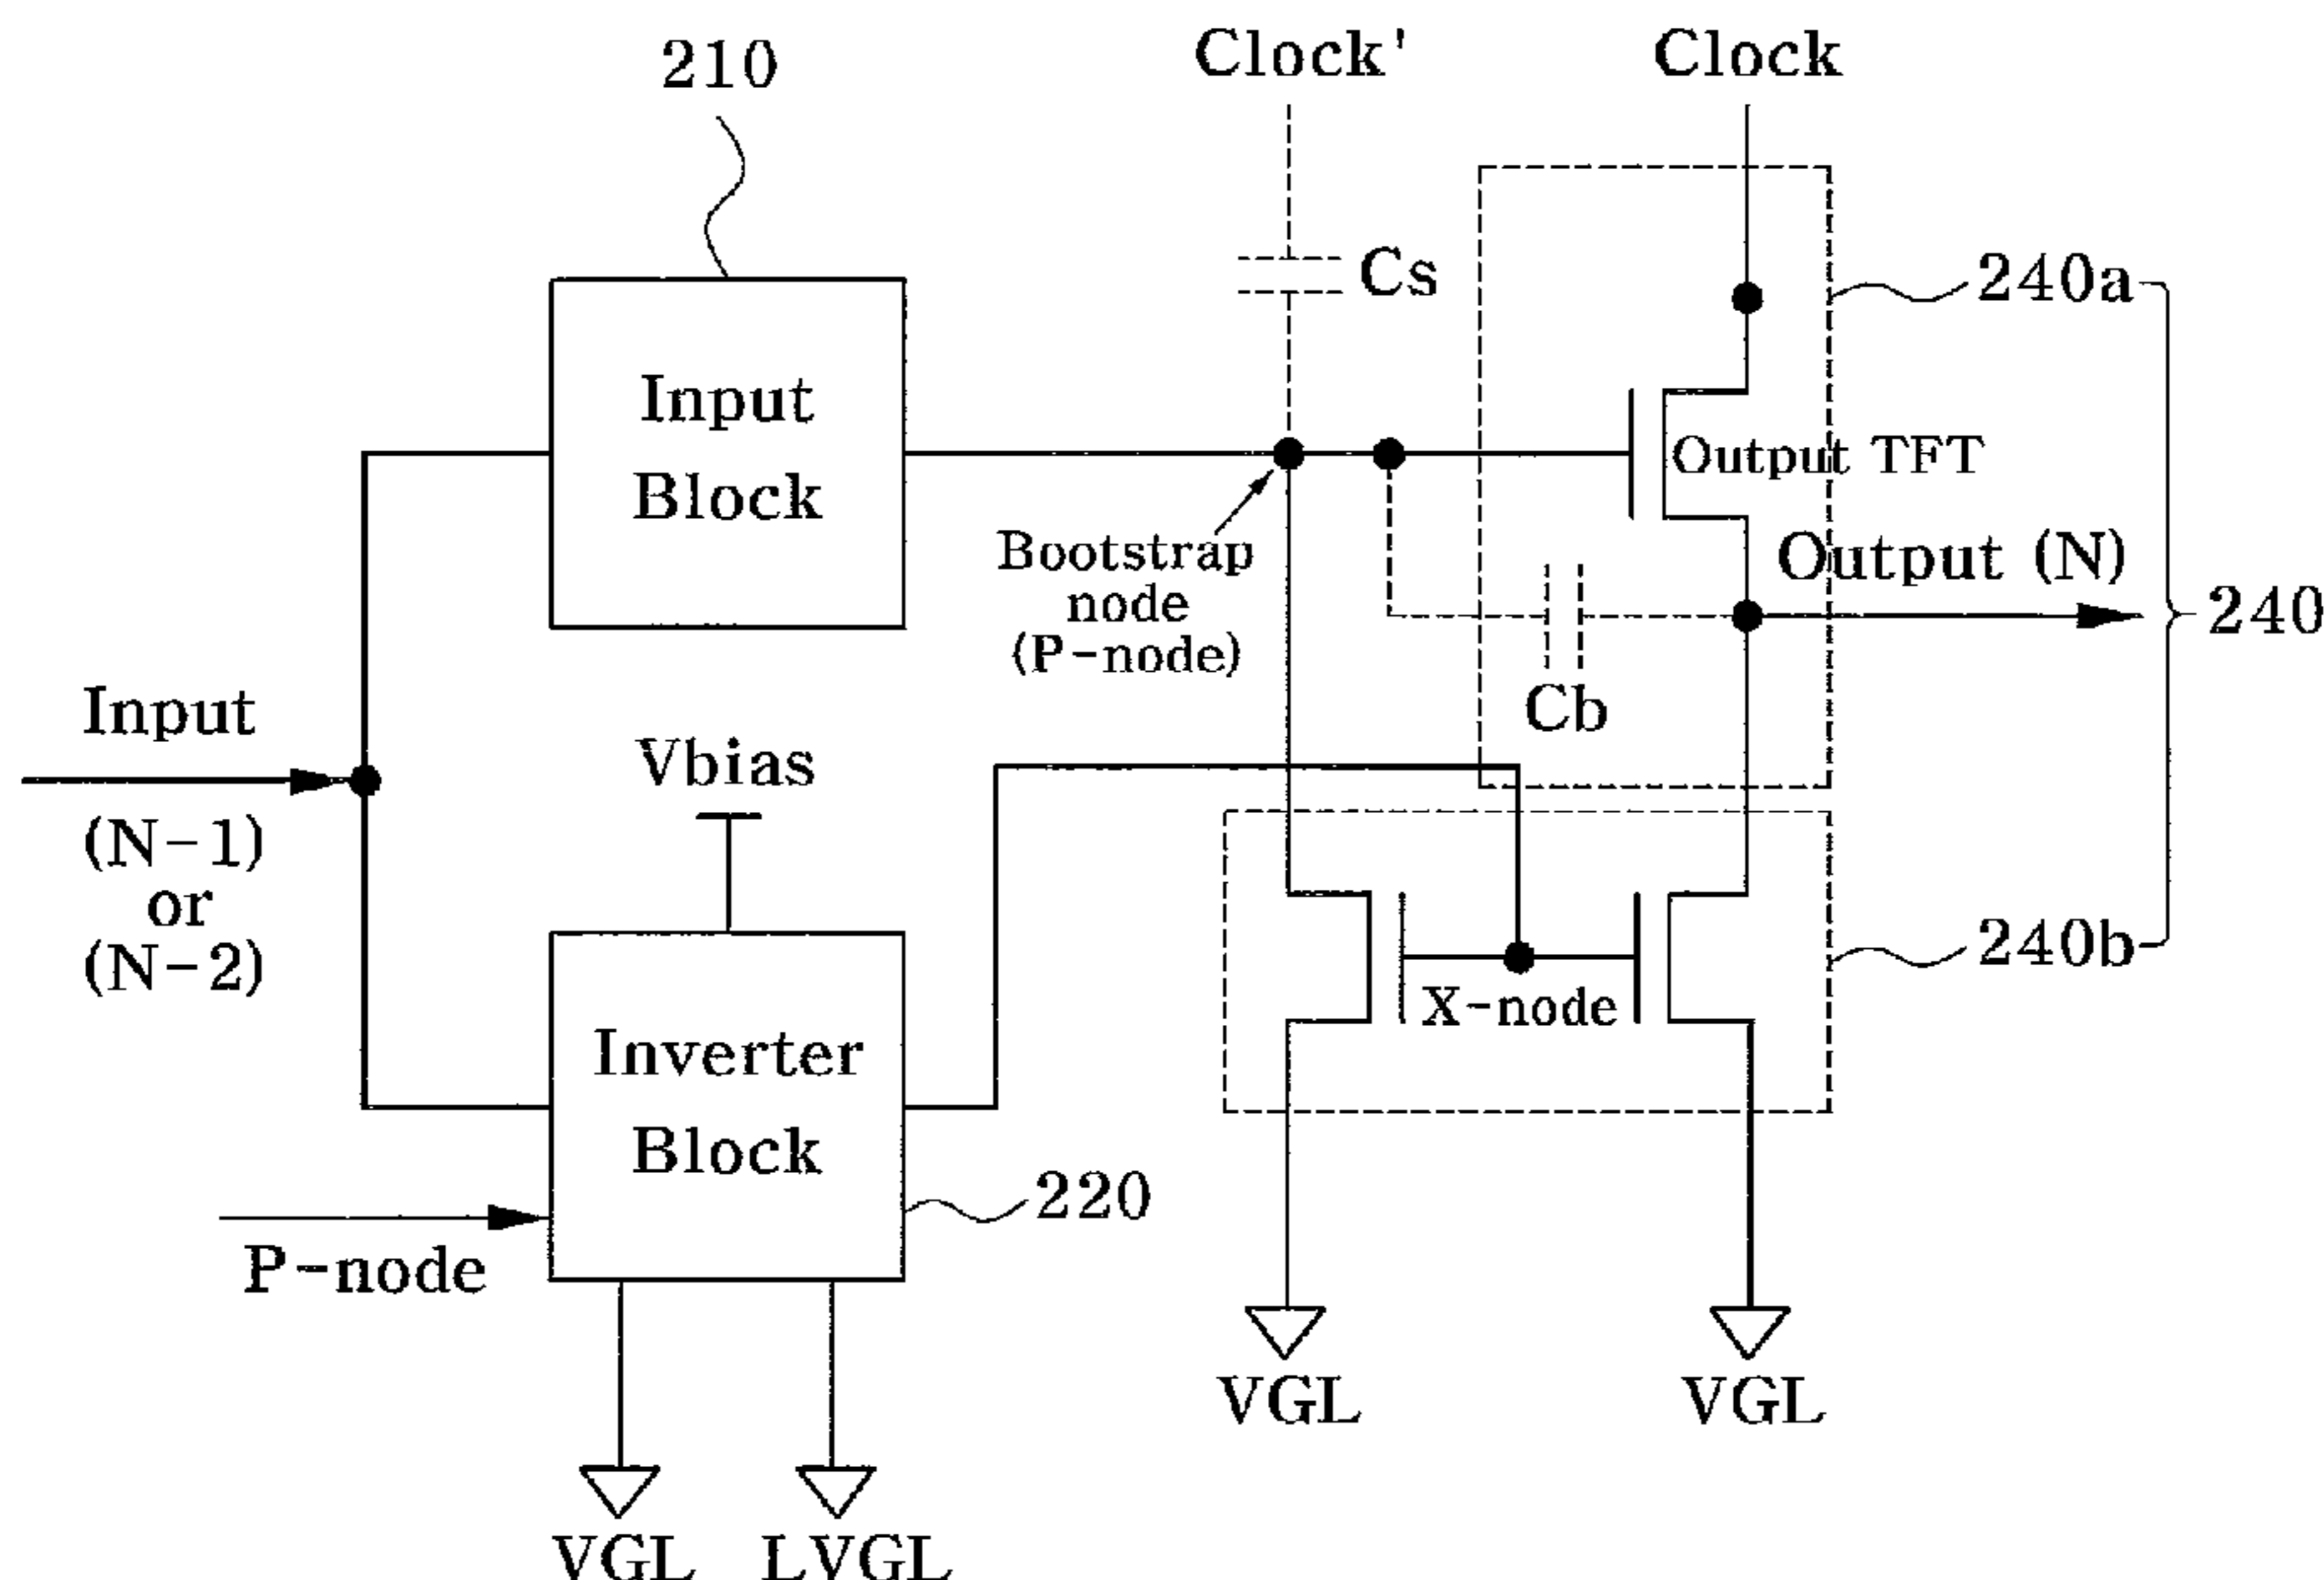 210
Clock'
Clock
Cs
240a
Input
Block
Output TFT
Bootstrap
node
(P-node)
Output (N)
240
Cb
Input
(N-1)
or
(N-2)
Vbias
240b
X-node
Inverter
Block
220
P-node
VGL
VGL
VGL
LVGL